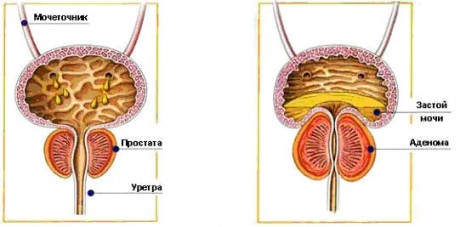 Мочеточник
Простата
Уретра
Застой
мочи
Аденома